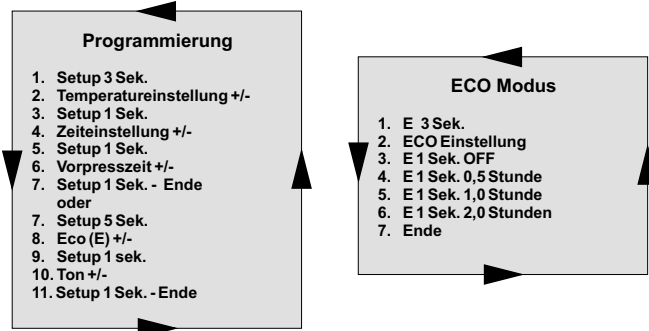 Programmierung
1. Setup 3 Sek.
2. Temperatureinstellung +/-
3. Setup 1 Sek.
4. Zeiteinstellung +/-
5. Setup 1 Sek.
6. Vorpresszeit +/-
7. Setup 1 Sek. - Ende
oder
7. Setup 5 Sek.
8. Eco (E) +/-
9. Setup 1 sek.
10. Ton +/-
11. Setup 1 Sek. - Ende
ECO Modus
1. E 3 Sek.
2. ECO Einstellung
3. E 1 Sek. OFF
4. E 1 Sek. 0,5 Stunde
5. E 1 Sek. 1,0 Stunde
6. E 1 Sek. 2,0 Stunden
7. Ende